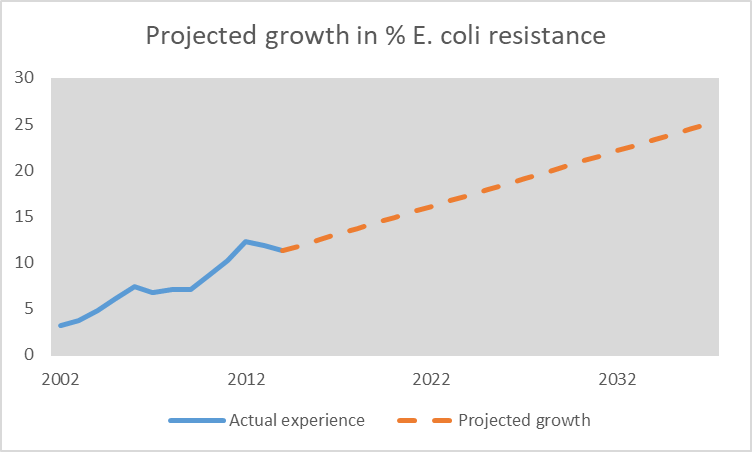 Projected growth in % E. coli resistance
30
25
20
15
10
5
0
2002 2012 2022 2032
Actual experience Projected growth